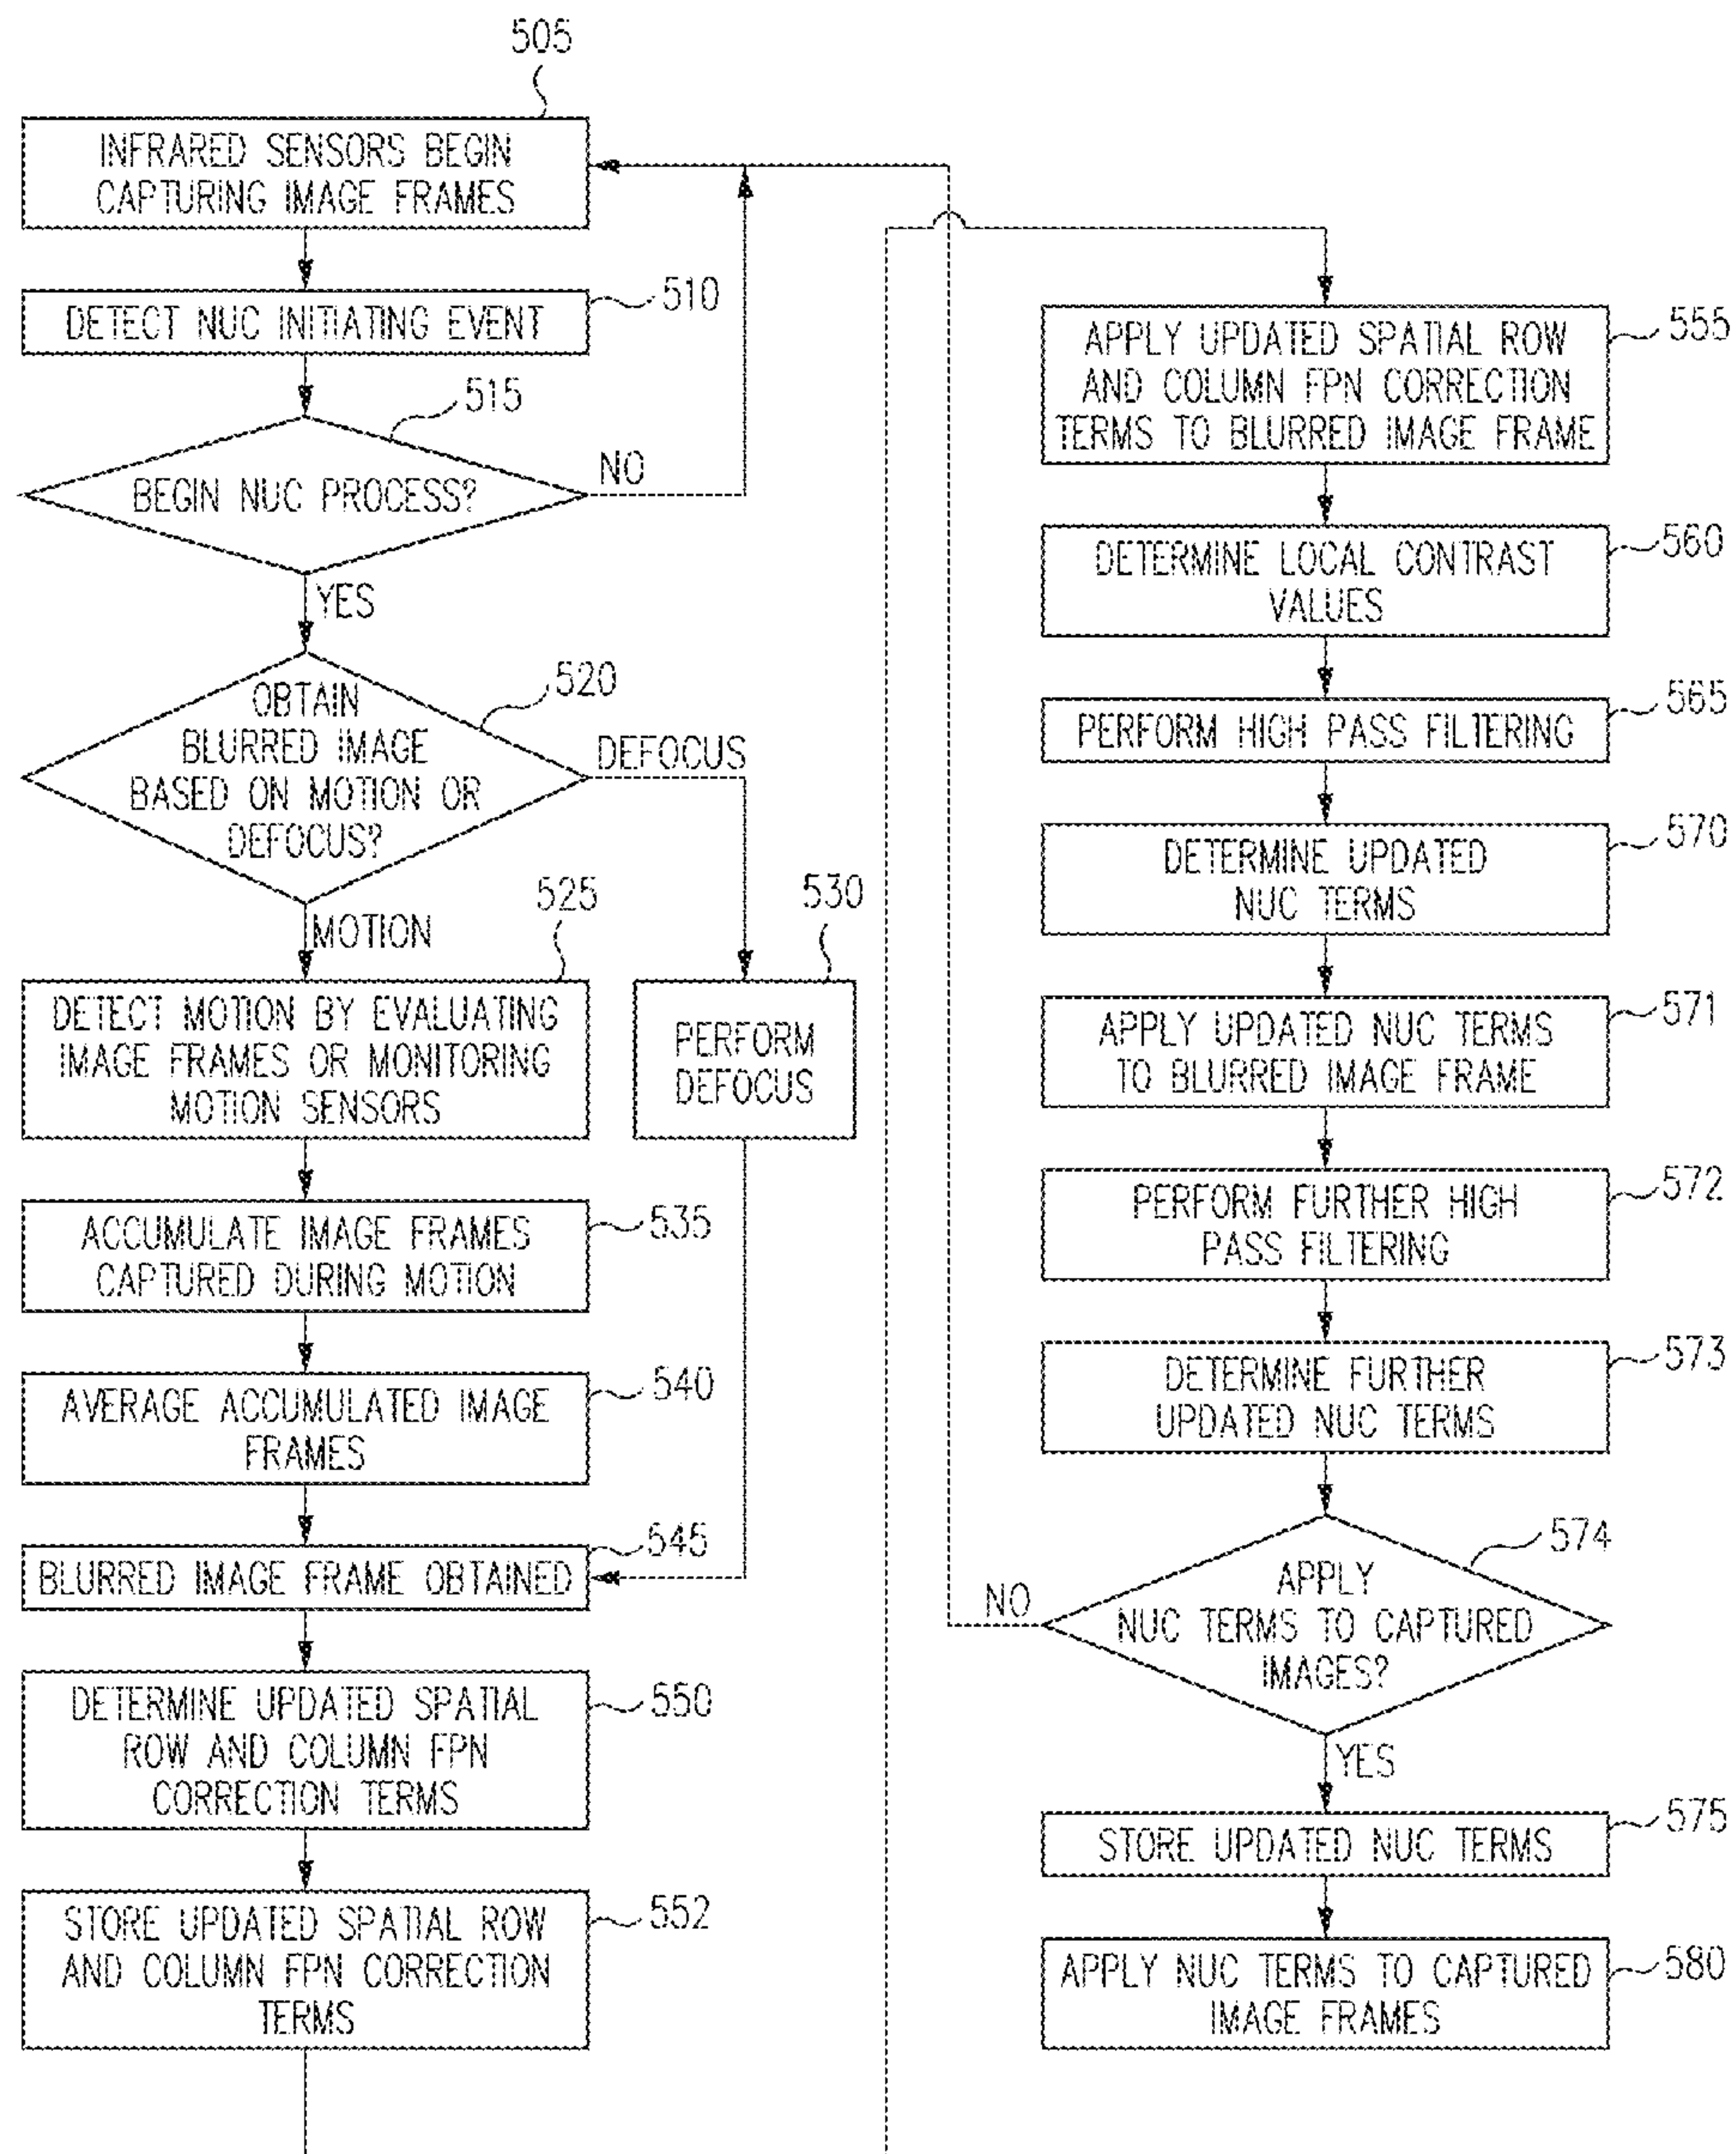 505
INFRARED SENSORS BEGIN
CAPTURING IMAGE FRAMES
DETECT NUC INITIATING EVENT
510
515
BEGIN NUC PROCESS?
NO
YES
520
OBTAIN
BLURRED IMAGE
BASED ON MOTION OR
DEFOCUS?
DEFOCUS
MOTION
525
DETECT MOTION BY EVALUATING
IMAGE FRAMES OR MONITORING
MOTION SENSORS
530
PERFORM
DEFOCUS
ACCUMULATE IMAGE FRAMES
CAPTURED DURING MOTION
535
AVERAGE ACCUMULATED IMAGE
FRAMES
540
BLURRED IMAGE FRAME OBTAINED
545
DETERMINE UPDATED SPATIAL
ROW AND COLUMN FPN
CORRECTION TERMS
550
STORE UPDATED SPATIAL ROW
AND COLUMN FPN CORRECTION
TERMS
552
APPLY UPDATED SPATIAL ROW
AND COLUMN FPN CORRECTION
TERMS TO BLURRED IMAGE FRAME
555
DETERMINE LOCAL CONTRAST
VALUES
560
PERFORM HIGH PASS FILTERING
565
DETERMINE UPDATED
NUC TERMS
570
APPLY UPDATED NUC TERMS
TO BLURRED IMAGE FRAME
571
PERFORM FURTHER HIGH
PASS FILTERING
572
DETERMINE FURTHER
UPDATED NUC TERMS
573
574
APPLY
NUC TERMS TO CAPTURED
IMAGES?
NO
YES
STORE UPDATED NUC TERMS
575
APPLY NUC TERMS TO CAPTURED
IMAGE FRAMES
580